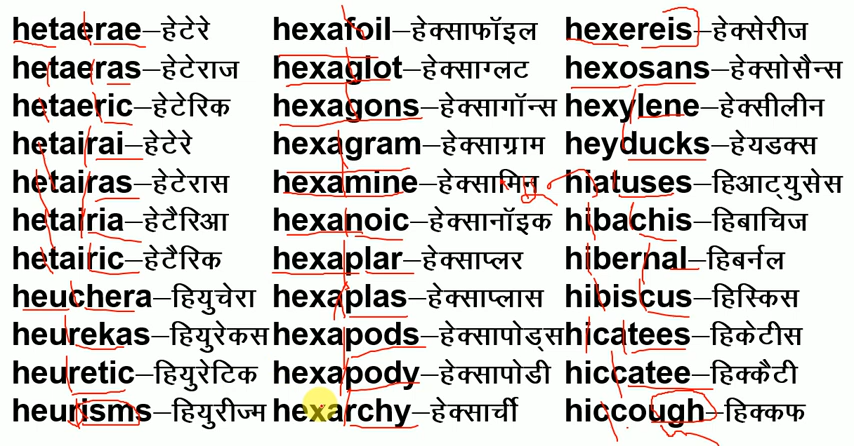 hetaerae–हेटेरे hexafoil–हेक्साफॉइल hexereis–हेक्सेरीज
hetaeras–हेटेराज hexaglot–हेक्साग्लट hexosans–हेक्सोसैन्स
hetaeric–हेटेरिक hexagons–हेक्सागॉन्स hexylene–हेक्सीलीन
hetairai–हेटेरे hexagram–हेक्साग्राम heyducks–हेयडक्स
hetairas–हेटेरास hexamine–हेक्सामिन hiatuses–हिआट्युसेस
hetairia–हेटैरिआ hexanoic–हेक्सानॉइक hibachis–हिबाचिज
hetairic–हेटैरिक hexaplar–हेक्साप्लर hibernal–हिबर्नल
heuchera–हियुचेरा hexaplas–हेक्साप्लास hibiscus–हिस्किस
heurekas–हियुरेकस hexapods–हेक्सापोड्स hicatees–हिकेटीस
heuretic–हियुरेटिक hexapody–हेक्सापोडी hiccatee–हिक्कैटी
heurisms–हियुरीज्म hexarchy–हेक्सार्ची hiccough–हिक्कफ